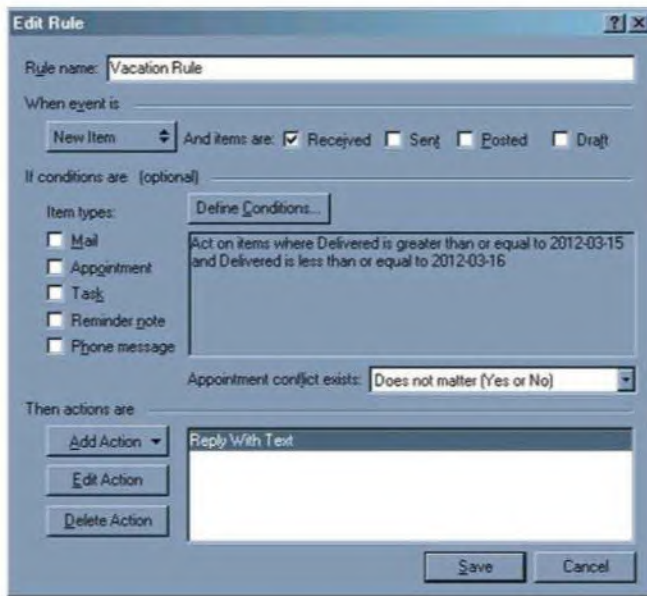 Edit Rule
Rule name: Vacation Rule
When event is
New Item And items are: Received Sent Posted Draft
If conditions are (optional)
Item types: Define Conditions...
Mail
Appointment
Task
Reminder note
Phone message
Act on items where Delivered is greater than or equal to 2012-03-15
and Delivered is less than or equal to 2012-03-16
Appointment conflict exists: Does not matter (Yes or No)
Then actions are
Add Action
Edit Action
Delete Action
Reply With Text
Save Cancel